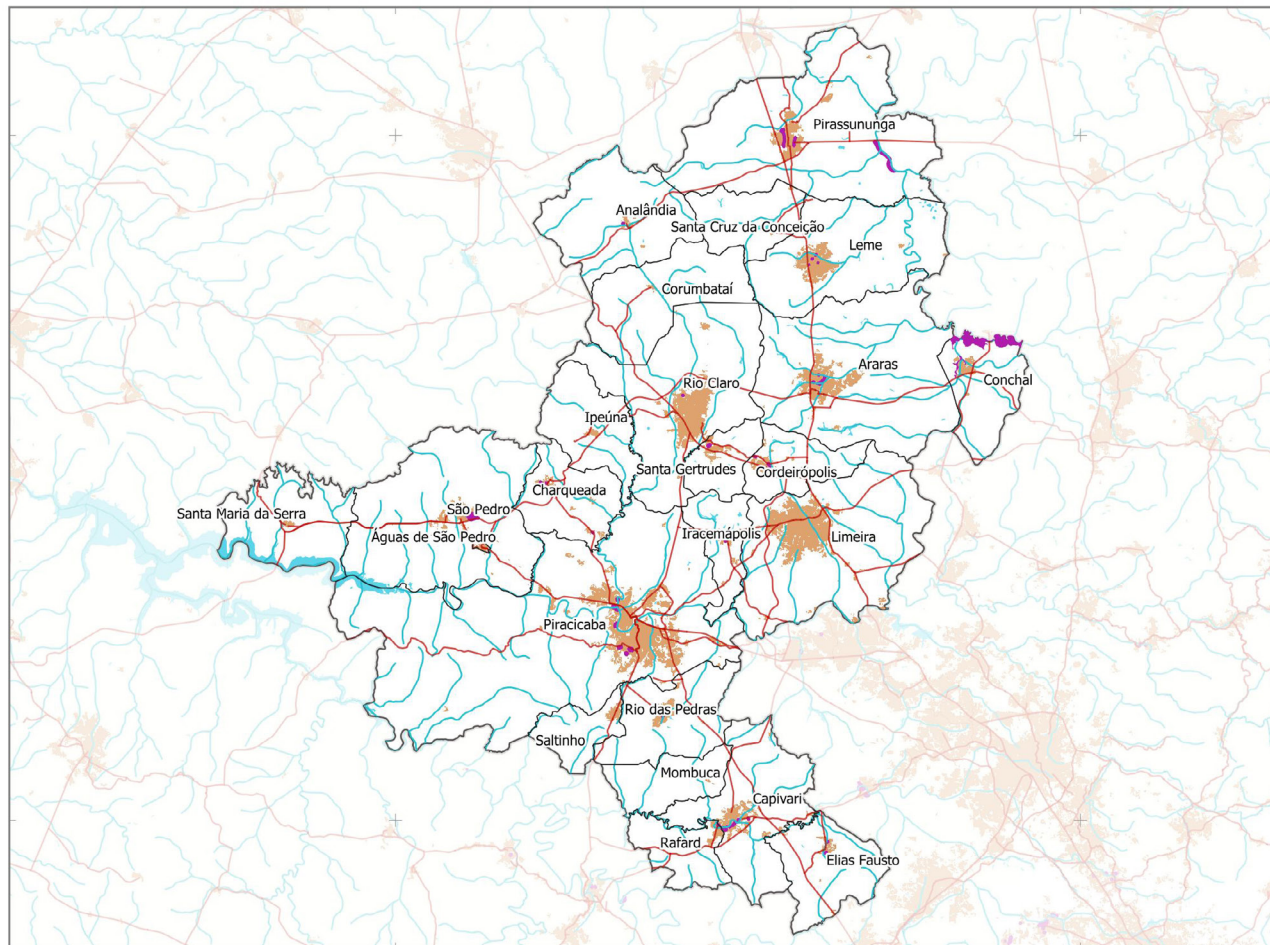 Pirassununga
Analândia
Santa Cruz da Conceição
Leme
Corumbataí
Araras
Rio Claro
Conchal
Ipeúna
Santa Gertrudes
Cordeirópolis
Charqueada
São Pedro
Santa Maria da Serra
Águas de São Pedro
Iracemápolis
Limeira
Piracicaba
Rio das Pedras
Saltinho
Mombuca
Capivari
Rafard
Elias Fausto